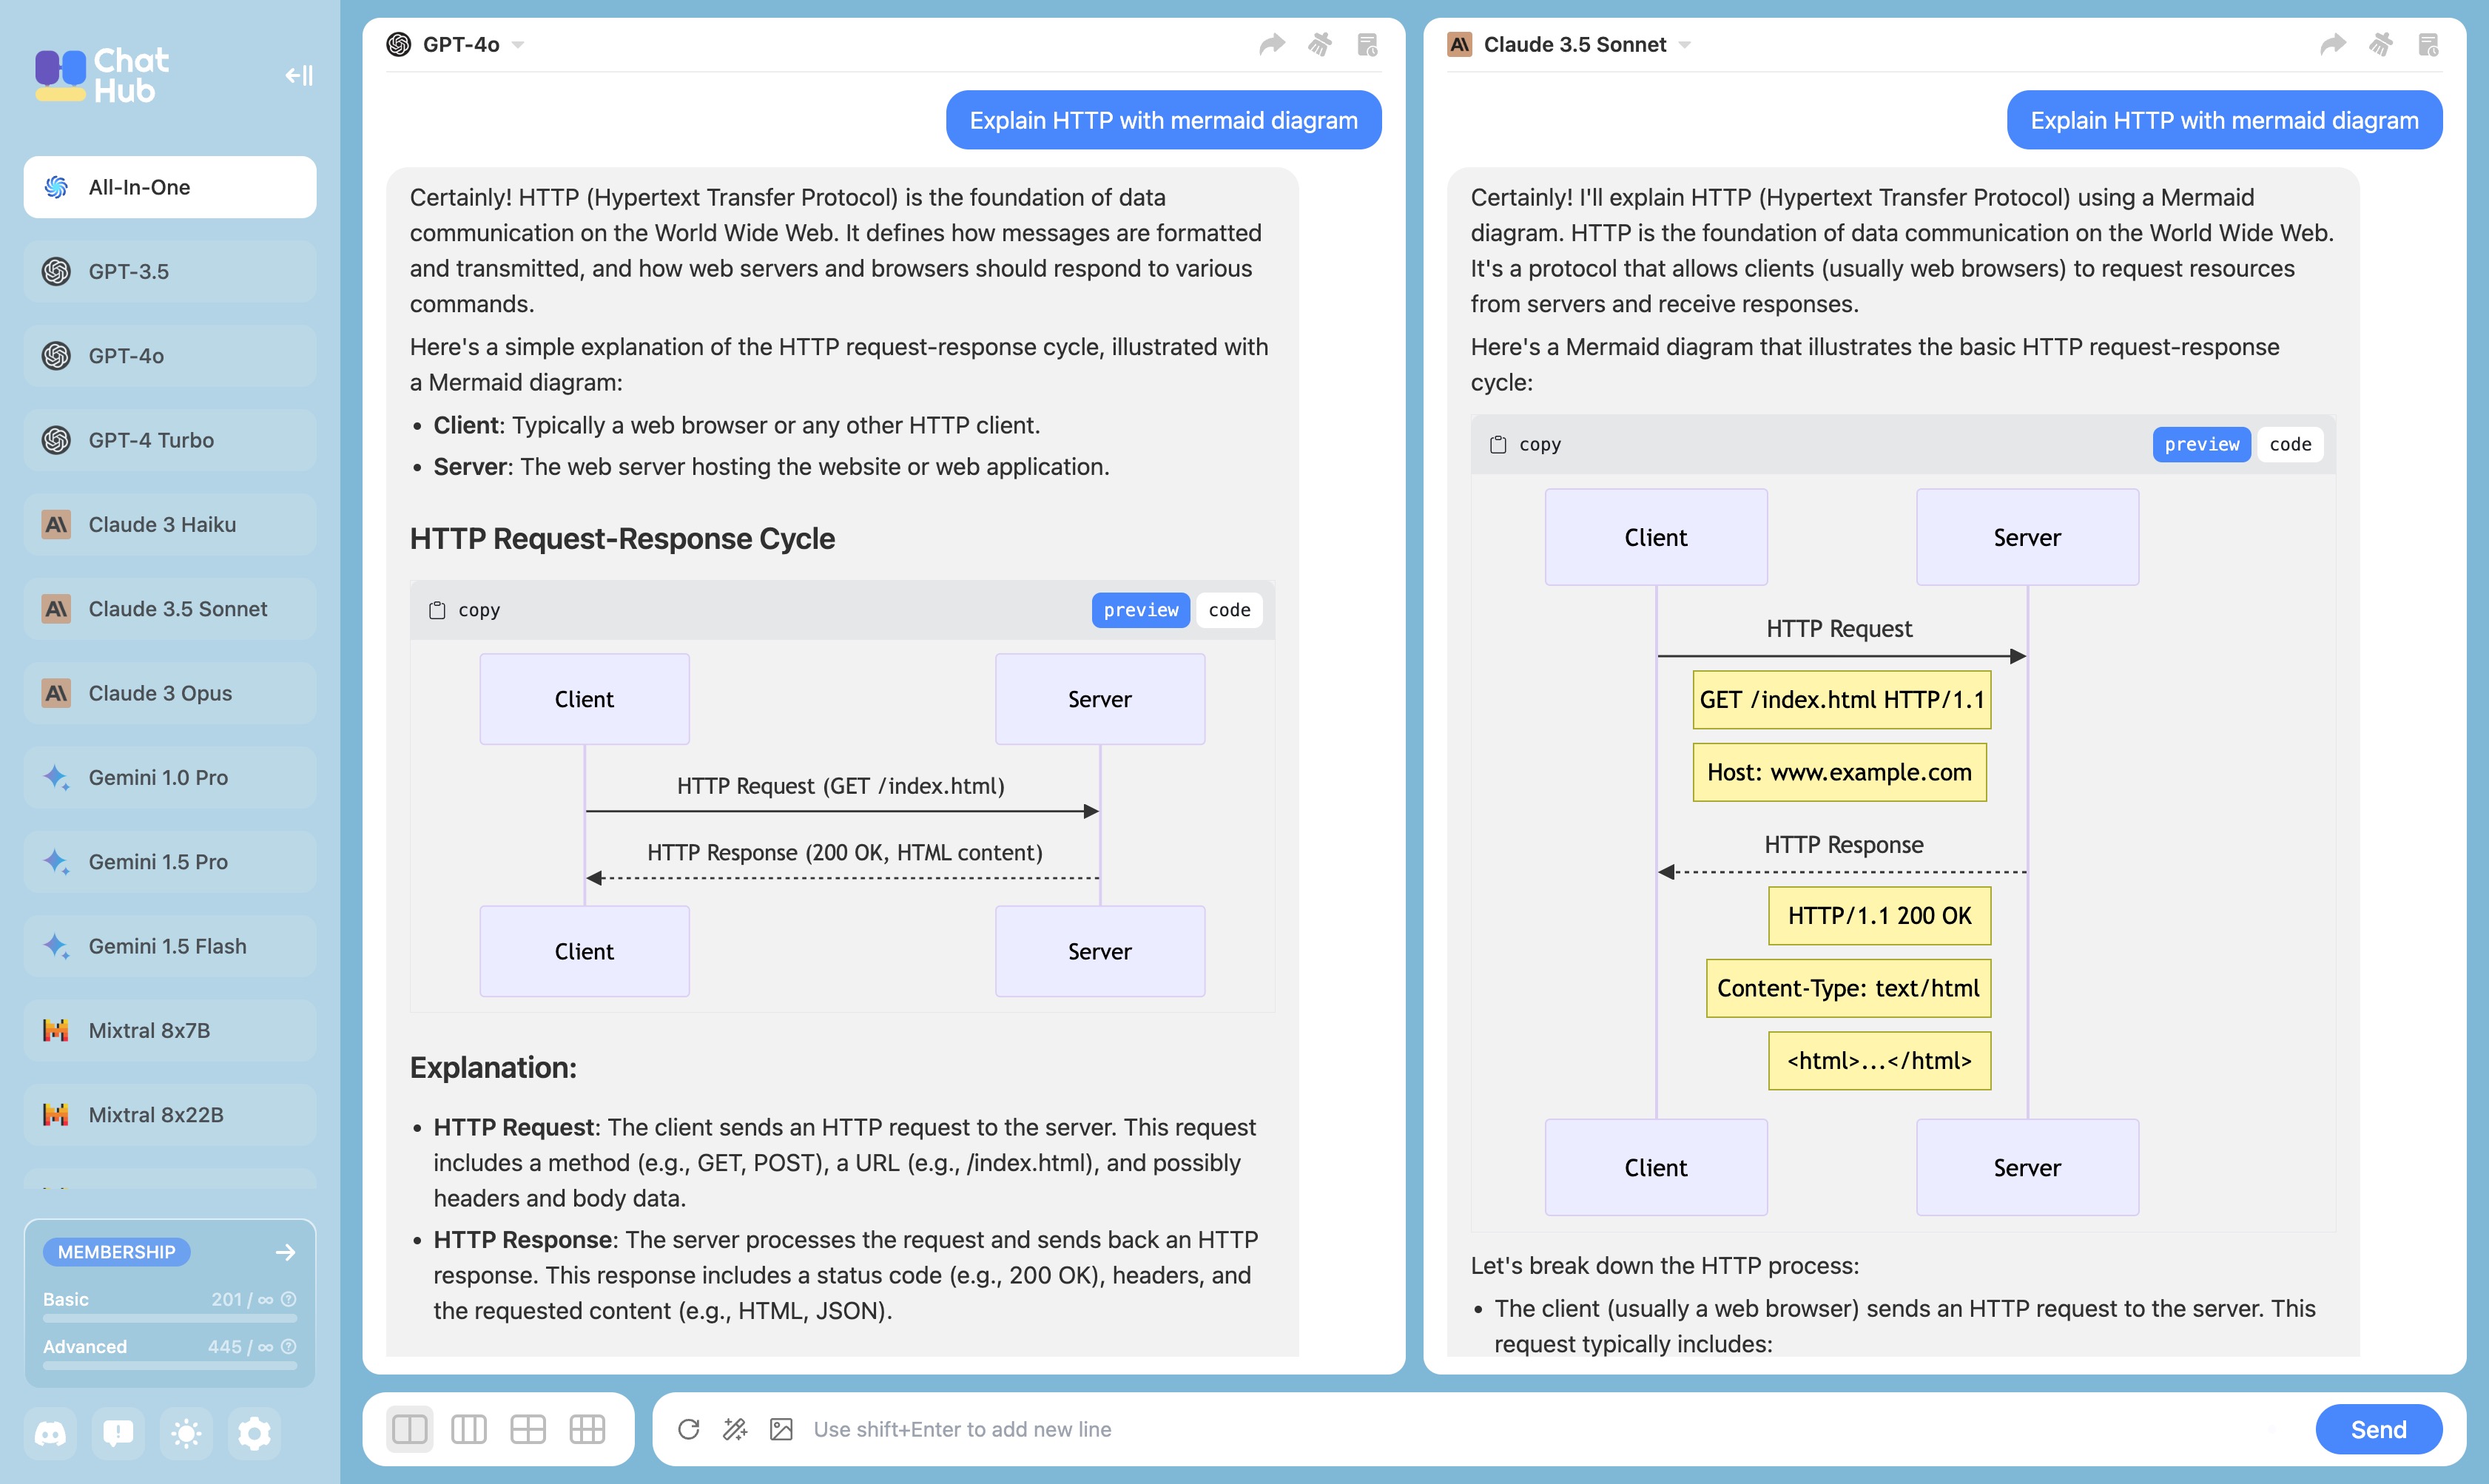 Chat
Hub
All-In-One
GPT-3.5
GPT-4o
GPT-4 Turbo
Claude 3 Haiku
Claude 3.5 Sonnet
Claude 3 Opus
Gemini 1.0 Pro
Gemini 1.5 Pro
Gemini 1.5 Flash
Mixtral 8x7B
Mixtral 8x22B
MEMBERSHIP
Basic 201 / ∞
Advanced 445 / ∞
GPT-4o
Explain HTTP with mermaid diagram
Certainly! HTTP (Hypertext Transfer Protocol) is the foundation of data
communication on the World Wide Web. It defines how messages are formatted
and transmitted, and how web servers and browsers should respond to various
commands.
Here's a simple explanation of the HTTP request-response cycle, illustrated with
a Mermaid diagram:
• Client: Typically a web browser or any other HTTP client.
• Server: The web server hosting the website or web application.
HTTP Request-Response Cycle
copy preview code
Client Server
HTTP Request (GET /index.html)
HTTP Response (200 OK, HTML content)
Client Server
Explanation:
• HTTP Request: The client sends an HTTP request to the server. This request
includes a method (e.g., GET, POST), a URL (e.g., /index.html), and possibly
headers and body data.
• HTTP Response: The server processes the request and sends back an HTTP
response. This response includes a status code (e.g., 200 OK), headers, and
the requested content (e.g., HTML, JSON).
Claude 3.5 Sonnet
Explain HTTP with mermaid diagram
Certainly! I'll explain HTTP (Hypertext Transfer Protocol) using a Mermaid
diagram. HTTP is the foundation of data communication on the World Wide Web.
It's a protocol that allows clients (usually web browsers) to request resources
from servers and receive responses.
Here's a Mermaid diagram that illustrates the basic HTTP request-response
cycle:
copy preview code
Client Server
HTTP Request
GET /index.html HTTP/1.1
Host: www.example.com
HTTP Response
HTTP/1.1 200 OK
Content-Type: text/html
<html>...</html>
Client Server
Let's break down the HTTP process:
• The client (usually a web browser) sends an HTTP request to the server. This
request typically includes:
Use shift+Enter to add new line
Send